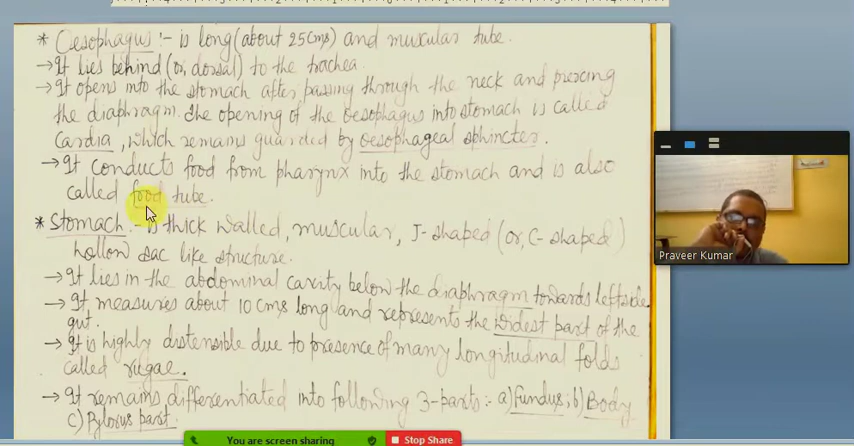 * Oesophagus :- is long (about 25cms) and muscular tube.
→ It lies behind (or, dorsal) to the trachea.
→ It opens into the stomach after passing through the neck and piercing
the diaphragm. The opening of the oesophagus into stomach is called
Cardia, which remains guarded by oesophageal sphincter.
→ It conducts food from pharynx into the stomach and is also
called food tube.
* Stomach :- is thick walled, muscular, J-shaped (or, C-shaped)
hollow sac like structure.
→ It lies in the abdominal cavity below the diaphragm towards leftside.
→ It measures about 10 cms long and represents the widest part of the
gut.
→ It is highly distensible due to presence of many longitudinal folds
called rugae.
→ It remains differentiated into following 3-parts :- a) Fundus; b) Body
c) Pylorus part.
Praveer Kumar
You are screen sharing
Stop Share